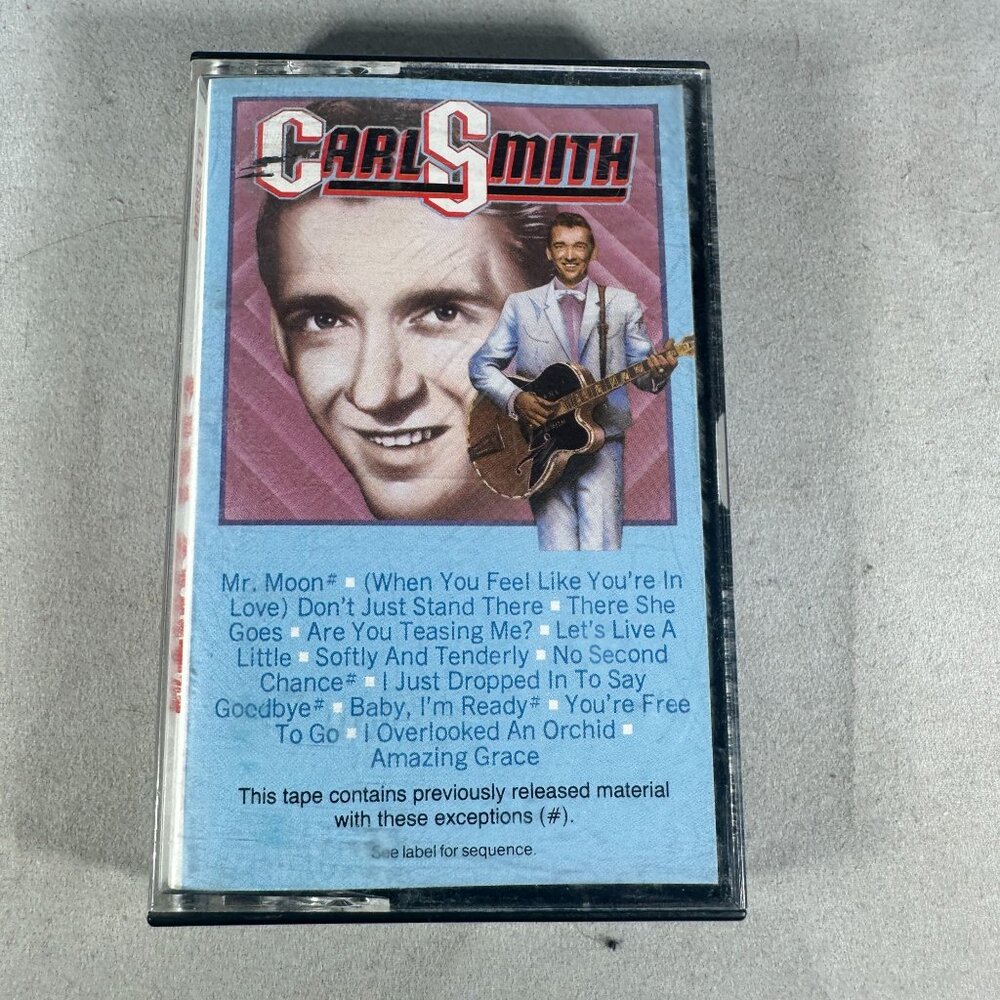 CARL SMITH
Mr. Moon# ▪ (When You Feel Like You're In
Love) Don't Just Stand There ▪ There She
Goes ▪ Are You Teasing Me? ▪ Let's Live A
Little ▪ Softly And Tenderly ▪ No Second
Chance# ▪ I Just Dropped In To Say
Goodbye# ▪ Baby, I'm Ready# ▪ You're Free
To Go ▪ I Overlooked An Orchid ▪
Amazing Grace
This tape contains previously released material
with these exceptions (#).
See label for sequence.